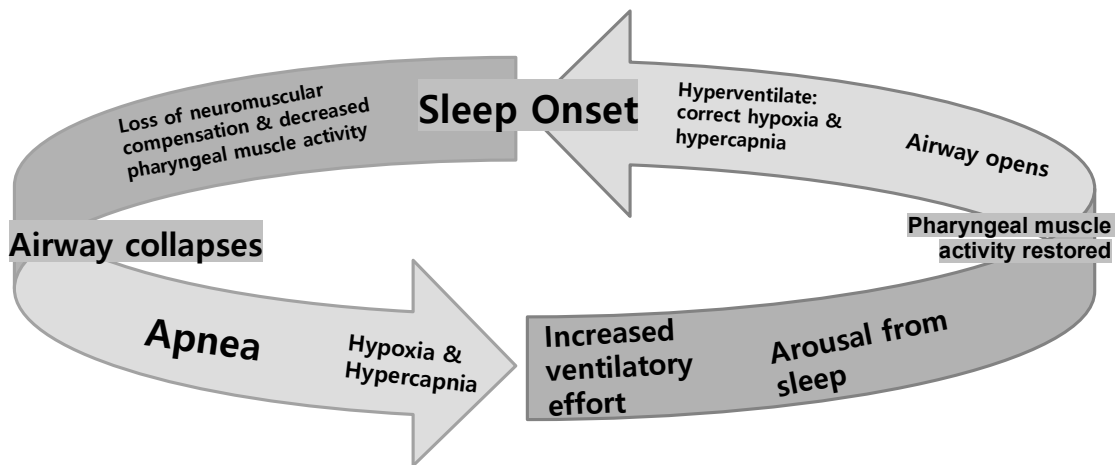 Sleep Onset
Loss of neuromuscular
compensation & decreased
pharyngeal muscle activity
Airway collapses
Apnea
Hypoxia &
Hypercapnia
Increased
ventilatory
effort
Arousal from
sleep
Pharyngeal muscle
activity restored
Airway opens
Hyperventilate:
correct hypoxia &
hypercapnia